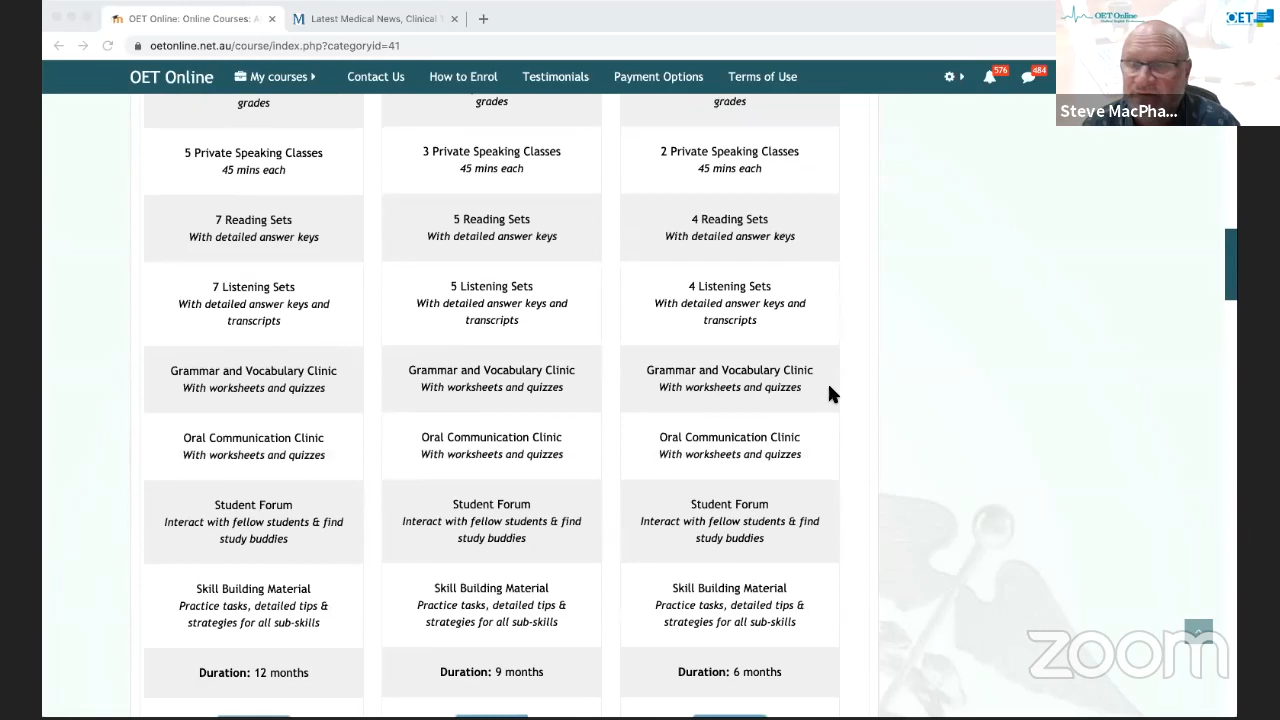 OET Online: Online Courses: A
Latest Medical News, Clinical T
oetonline.net.au/course/index.php?categoryid=41
OET Online
My courses
Contact Us
How to Enrol
Testimonials
Payment Options
Terms of Use
576
484
OET Online
OET
Steve MacPha...
grades
grades
grades
5 Private Speaking Classes
45 mins each
3 Private Speaking Classes
45 mins each
2 Private Speaking Classes
45 mins each
7 Reading Sets
With detailed answer keys
5 Reading Sets
With detailed answer keys
4 Reading Sets
With detailed answer keys
7 Listening Sets
With detailed answer keys and
transcripts
5 Listening Sets
With detailed answer keys and
transcripts
4 Listening Sets
With detailed answer keys and
transcripts
Grammar and Vocabulary Clinic
With worksheets and quizzes
Grammar and Vocabulary Clinic
With worksheets and quizzes
Grammar and Vocabulary Clinic
With worksheets and quizzes
Oral Communication Clinic
With worksheets and quizzes
Oral Communication Clinic
With worksheets and quizzes
Oral Communication Clinic
With worksheets and quizzes
Student Forum
Interact with fellow students & find
study buddies
Student Forum
Interact with fellow students & find
study buddies
Student Forum
Interact with fellow students & find
study buddies
Skill Building Material
Practice tasks, detailed tips &
strategies for all sub-skills
Skill Building Material
Practice tasks, detailed tips &
strategies for all sub-skills
Skill Building Material
Practice tasks, detailed tips &
strategies for all sub-skills
Duration: 12 months
Duration: 9 months
Duration: 6 months
zoom